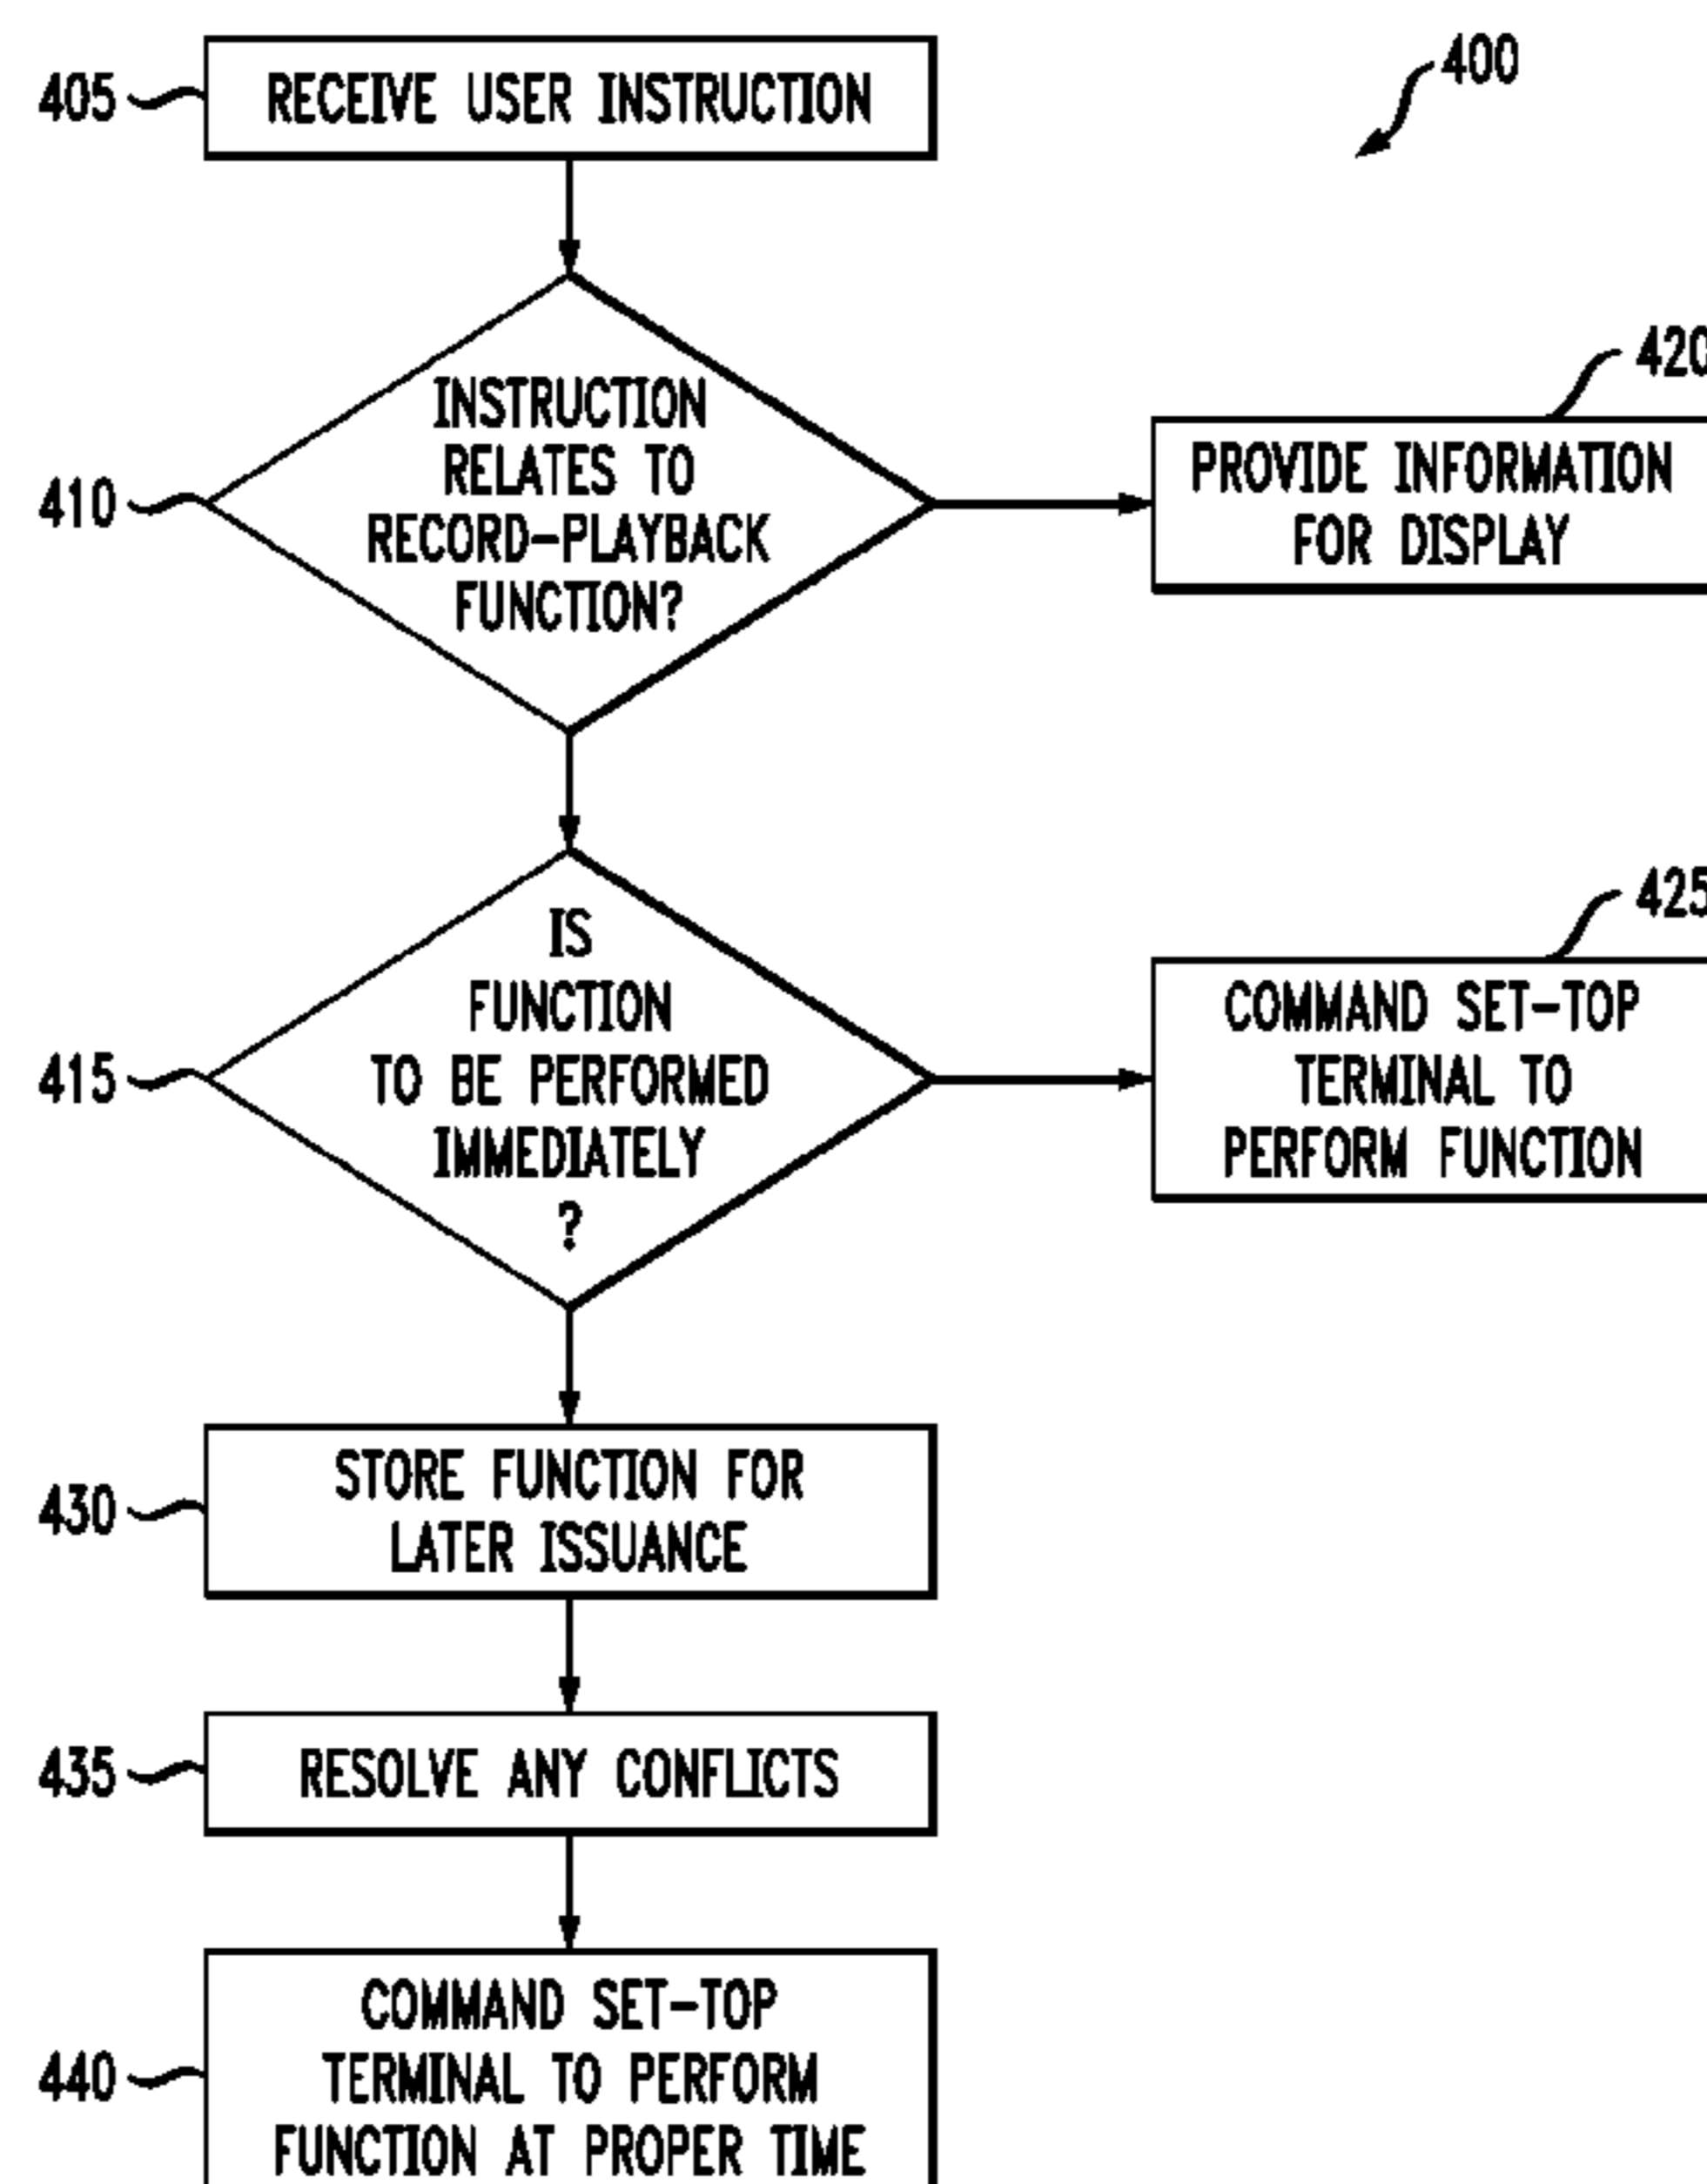 400
405
RECEIVE USER INSTRUCTION
410
INSTRUCTION
RELATES TO
RECORD-PLAYBACK
FUNCTION?
420
PROVIDE INFORMATION
FOR DISPLAY
415
IS
FUNCTION
TO BE PERFORMED
IMMEDIATELY
?
425
COMMAND SET-TOP
TERMINAL TO
PERFORM FUNCTION
430
STORE FUNCTION FOR
LATER ISSUANCE
435
RESOLVE ANY CONFLICTS
440
COMMAND SET-TOP
TERMINAL TO PERFORM
FUNCTION AT PROPER TIME